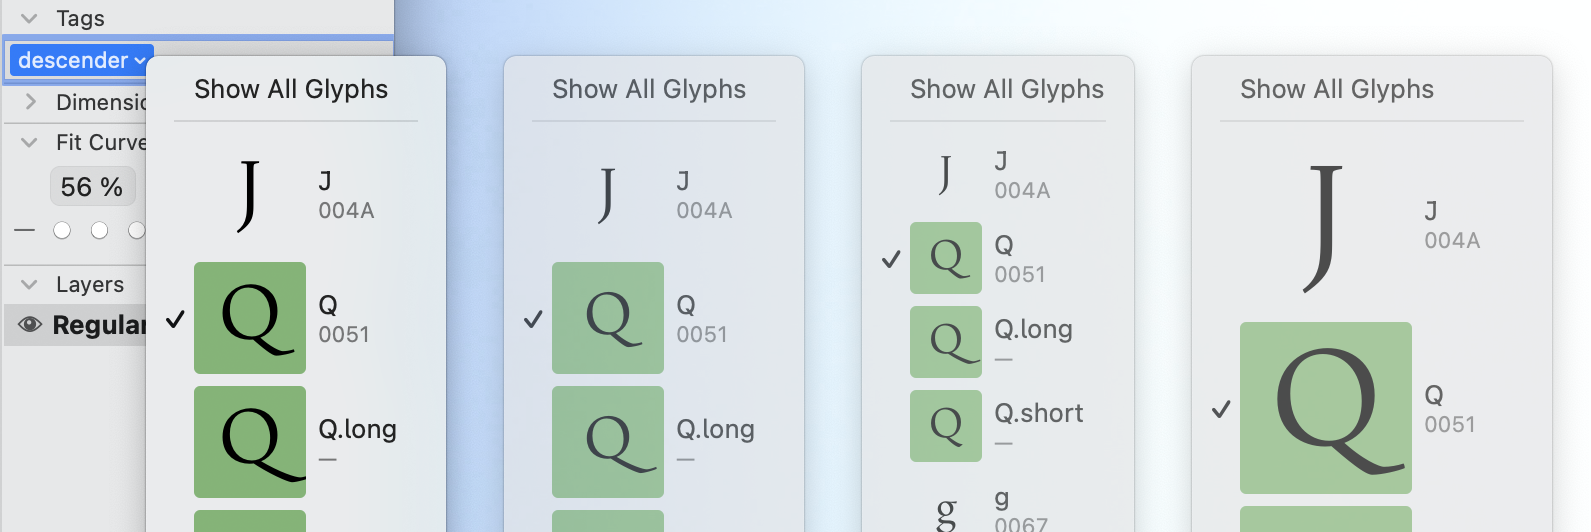 Tags
descender
Dimensic
Fit Curve
56 %
Layers
Regular
Show All Glyphs
J
J
004A
Q
Q
0051
Q
Q.long
—
Show All Glyphs
J
J
004A
Q
Q
0051
Q
Q.long
—
Show All Glyphs
J
J
004A
Q
Q
0051
Q
Q.long
—
Q
Q.short
—
g
g
0067
Show All Glyphs
J
J
004A
Q
Q
0051